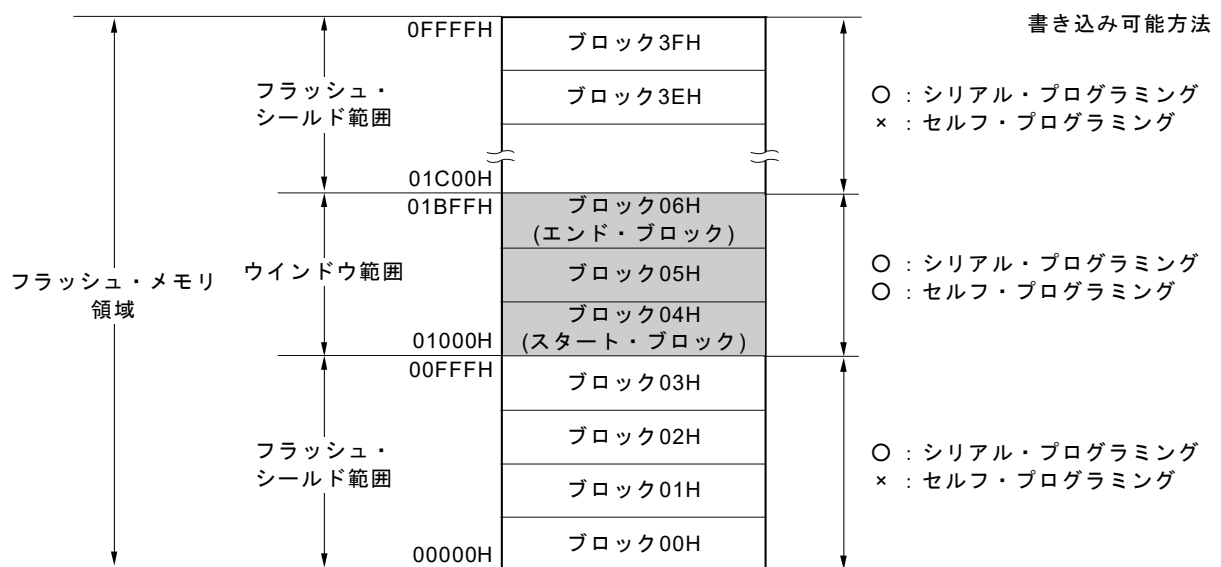 書き込み可能方法
0FFFFH
ブロック3FH
ブロック3EH
フラッシュ・
シールド範囲
○ : シリアル・プログラミング
× : セルフ・プログラミング
01C00H
01BFFH
ブロック06H
(エンド・ブロック)
ブロック05H
ブロック04H
(スタート・ブロック)
ウインドウ範囲
○ : シリアル・プログラミング
○ : セルフ・プログラミング
フラッシュ・メモリ
領域
01000H
00FFFH
ブロック03H
ブロック02H
ブロック01H
ブロック00H
フラッシュ・
シールド範囲
○ : シリアル・プログラミング
× : セルフ・プログラミング
00000H